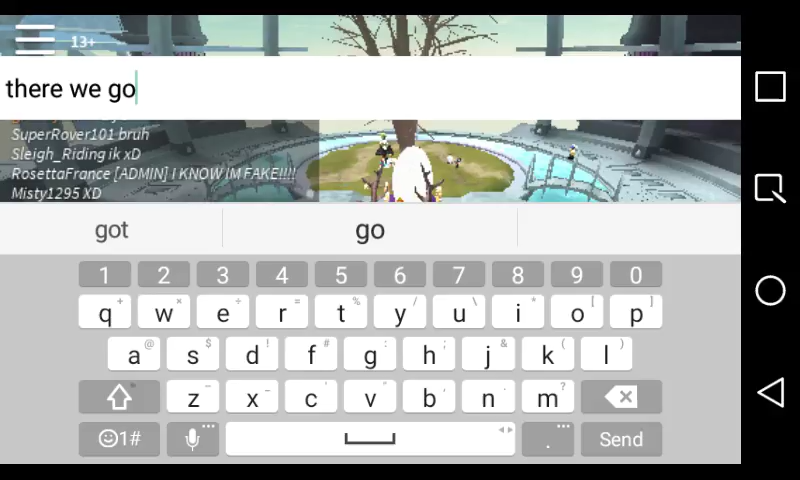 13+
there we go
SuperRover101 bruh
Sleigh_Riding ik xD
RosettaFrance [ADMIN] I KNOW IM FAKE!!!!
Misty1295 XD
got go
1 2 3 4 5 6 7 8 9 0
q + w × e ÷ r = t % y / u \ i * o [ p ]
a @ s $ d ! f # g : h ; j & k ( l )
z x c v b n m ?
1# . Send